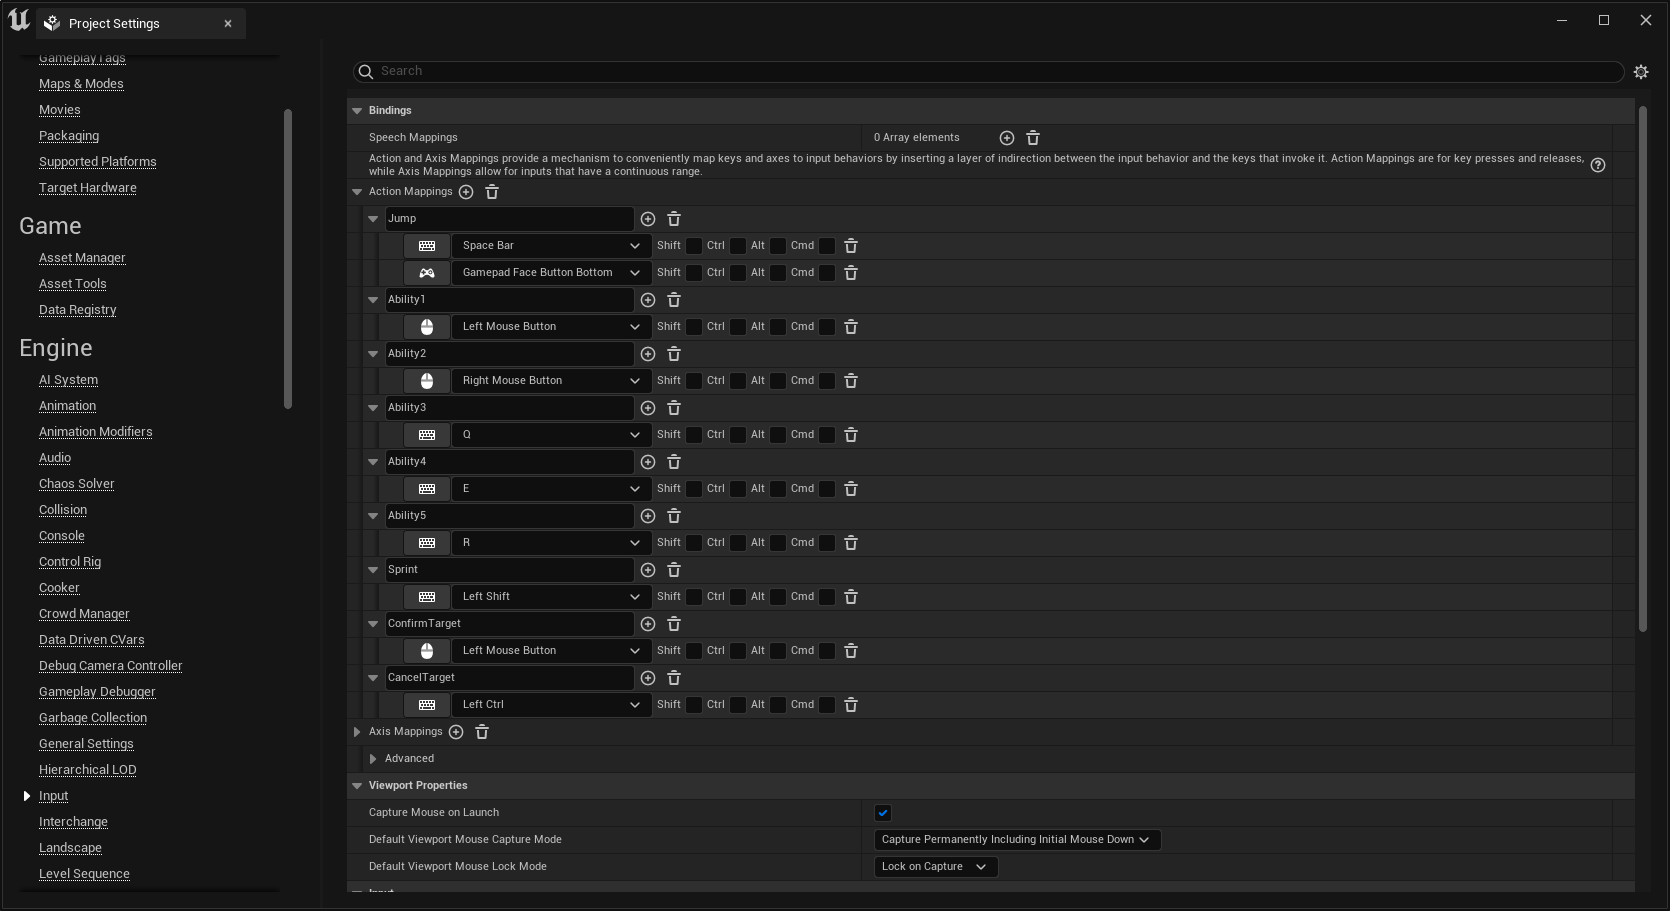 Project Settings
GameplayTags
Maps & Modes
Movies
Packaging
Supported Platforms
Target Hardware
Game
Asset Manager
Asset Tools
Data Registry
Engine
AI System
Animation
Animation Modifiers
Audio
Chaos Solver
Collision
Console
Control Rig
Cooker
Crowd Manager
Data Driven CVars
Debug Camera Controller
Gameplay Debugger
Garbage Collection
General Settings
Hierarchical LOD
Input
Interchange
Landscape
Level Sequence
Search
Bindings
Speech Mappings 0 Array elements
Action and Axis Mappings provide a mechanism to conveniently map keys and axes to input behaviors by inserting a layer of indirection between the input behavior and the keys that invoke it. Action Mappings are for key presses and releases,
while Axis Mappings allow for inputs that have a continuous range.
Action Mappings
Jump
Space Bar Shift Ctrl Alt Cmd
Gamepad Face Button Bottom Shift Ctrl Alt Cmd
Ability1
Left Mouse Button Shift Ctrl Alt Cmd
Ability2
Right Mouse Button Shift Ctrl Alt Cmd
Ability3
Q Shift Ctrl Alt Cmd
Ability4
E Shift Ctrl Alt Cmd
Ability5
R Shift Ctrl Alt Cmd
Sprint
Left Shift Shift Ctrl Alt Cmd
ConfirmTarget
Left Mouse Button Shift Ctrl Alt Cmd
CancelTarget
Left Ctrl Shift Ctrl Alt Cmd
Axis Mappings
Advanced
Viewport Properties
Capture Mouse on Launch
Default Viewport Mouse Capture Mode Capture Permanently Including Initial Mouse Down
Default Viewport Mouse Lock Mode Lock on Capture
Input